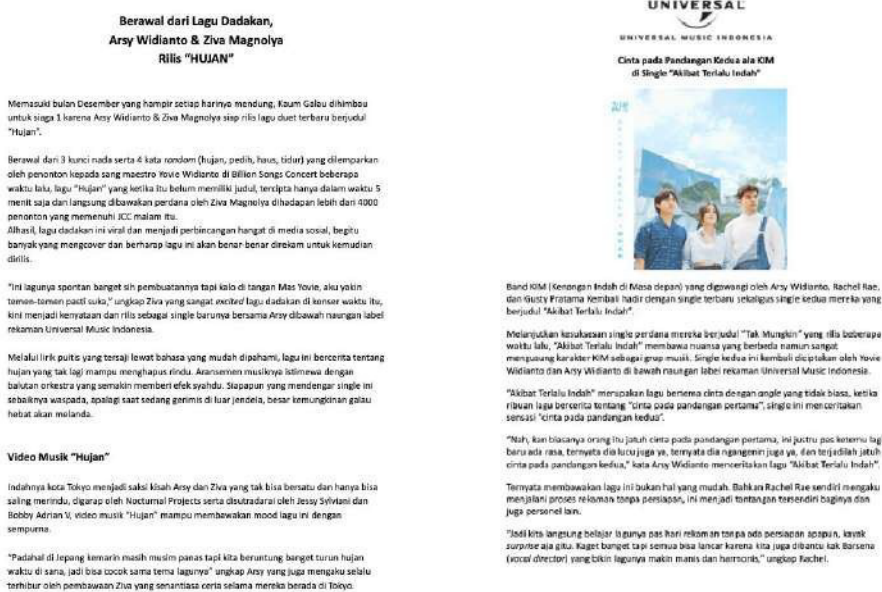 Berawal dari Lagu Dadakan,
Arsy Widianto & Ziva Magnolya
Rilis "HUJAN"
Memasuki bulan Desember yang hampir setiap harinya mendung, Kaum Galau dihimbau
untuk siaga 1 karena Arsy Widianto & Ziva Magnolya siap rilis lagu duet terbaru berjudul
"Hujan".
Berawal dari 3 kunci nada serta 4 kata random (hujan, pedih, haus, tidur) yang dilemparkan
oleh penonton kepada sang maestro Yovie Widianto di Billion Songs Concert beberapa
waktu lalu, lagu "Hujan" yang ketika itu belum memiliki judul, tercipta hanya dalam waktu 5
menit saja dan langsung dibawakan perdana oleh Ziva Magnolya dihadapan lebih dari 4000
penonton yang memenuhi JCC malam itu.
Alhasil, lagu dadakan ini viral dan menjadi perbincangan hangat di media sosial, begitu
banyak yang mengcover dan berharap lagu ini akan benar-benar direkam untuk kemudian
dirilis.
"Ini lagunya spontan banget sih pembuatannya tapi kalo di tangan Mas Yovie, aku yakin
temen-temen pasti suka," ungkap Ziva yang sangat excited lagu dadakan di konser waktu itu,
kini menjadi kenyataan dan rilis sebagai single barunya bersama Arsy dibawah naungan label
rekaman Universal Music Indonesia.
Melalui lirik puitis yang tersaji lewat bahasa yang mudah dipahami, lagu ini bercerita tentang
hujan yang tak lagi mampu menghapus rindu. Aransemen musiknya istimewa dengan
balutan orkestra yang semakin memberi efek syahdu. Siapapun yang mendengar single ini
sebaiknya waspada, apalagi saat sedang gerimis di luar jendela, besar kemungkinan galau
hebat akan melanda.
Video Musik "Hujan"
Indahnya kota Tokyo menjadi saksi kisah Arsy dan Ziva yang tak bisa bersatu dan hanya bisa
saling merindu, digarap oleh Nocturnal Projects serta disutradarai oleh Jessy Sylviani dan
Bobby Adrian V, video musik "Hujan" mampu membawakan mood lagu ini dengan
sempurna.
"Padahal di Jepang kemarin masih musim panas tapi kita beruntung banget turun hujan
waktu di sana, jadi bisa cocok sama tema lagunya" ungkap Arsy yang juga mengaku selalu
terhibur oleh pembawaan Ziva yang senantiasa ceria selama mereka berada di Tokyo.
UNIVERSAL
UNIVERSAL MUSIC INDONESIA
Cinta pada Pandangan Kedua ala KIM
di Single "Akibat Terlalu Indah"
Band KIM (Kenangan Indah di Masa depan) yang digawangi oleh Arsy Widianto, Rachel Rae,
dan Gusty Pratama Kembali hadir dengan single terbaru sekaligus single kedua mereka yang
berjudul "Akibat Terlalu Indah".
Melanjutkan kesuksesan single perdana mereka berjudul "Tak Mungkin" yang rilis beberapa
waktu lalu, "Akibat Terlalu Indah" membawa nuansa yang berbeda namun sangat
mengusung karakter KIM sebagai grup musik. Single kedua ini kembali diciptakan oleh Yovie
Widianto dan Arsy Widianto di bawah naungan label rekaman Universal Music Indonesia.
"Akibat Terlalu Indah" merupakan lagu bertema cinta dengan angle yang tidak biasa, ketika
ribuan lagu bercerita tentang "cinta pada pandangan pertama", single ini menceritakan
sensasi "cinta pada pandangan kedua".
"Nah, kan biasanya orang itu jatuh cinta pada pandangan pertama, ini justru pas ketemu lagi
baru ada rasa, ternyata dia lucu juga ya, ternyata dia ngangenin juga ya, dan terjadilah jatuh
cinta pada pandangan kedua," kata Arsy Widianto menceritakan lagu "Akibat Terlalu Indah".
Ternyata membawakan lagu ini bukan hal yang mudah. Bahkan Rachel Rae sendiri mengaku
menjalani proses rekaman tanpa persiapan, ini menjadi tantangan tersendiri baginya dan
juga personel lain.
"Jadi kita langsung belajar lagunya pas hari rekaman tanpa ada persiapan apapun, kayak
surprise aja gitu. Kaget banget tapi semua bisa lancar karena kita juga dibantu kak Barsena
(vocal director) yang bikin lagunya makin manis dan harmonis," ungkap Rachel.